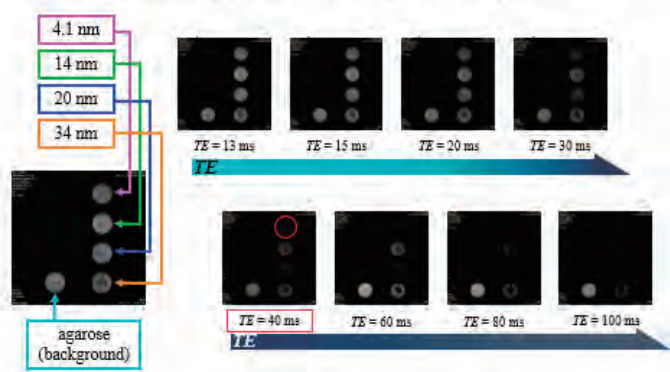 4.1 nm
14 nm
20 nm
34 nm
agarose
(background)
TE = 13 ms
TE = 15 ms
TE = 20 ms
TE = 30 ms
TE
TE = 40 ms
TE = 60 ms
TE = 80 ms
TE = 100 ms
TE